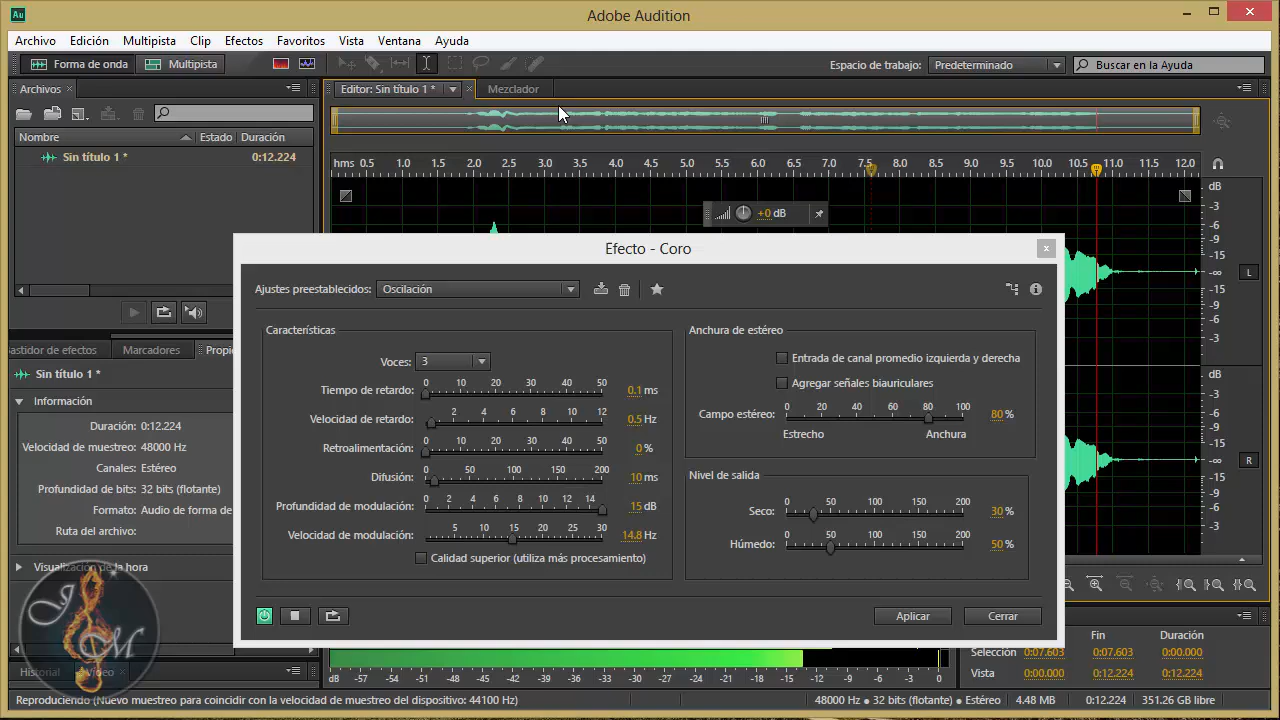 Au
Adobe Audition
Archivo Edición Multipista Clip Efectos Favoritos Vista Ventana Ayuda
Forma de onda Multipista
Espacio de trabajo: Predeterminado Buscar en la Ayuda
Archivos Editor: Sin título 1 * Mezclador
Nombre: Estado Duración
Sin título 1 * 0:12.224
hms 0.5 1.0 1.5 2.0 2.5 3.0 3.5 4.0 4.5 5.0 5.5 6.0 6.5 7.0 7.5 8.0 8.5 9.0 9.5 10.0 10.5 11.0 11.5 12.0
+0 dB
dB
-3
-6
-9
-15
-∞
-15
-9
-6
-3
L
dB
-3
-6
-9
-15
-∞
-15
-9
-6
-3
R
Efecto - Coro
Ajustes preestablecidos: Oscilación
Características
Voces: 3
0 10 20 30 40 50
Tiempo de retardo: 0.1 ms
2 4 6 8 10 12
Velocidad de retardo: 0.5 Hz
0 10 20 30 40 50
Retroalimentación: 0 %
0 50 100 150 200
Difusión: 10 ms
0 2 4 6 8 10 12 14
Profundidad de modulación: 15 dB
5 10 15 20 25 30
Velocidad de modulación: 14.8 Hz
Calidad superior (utiliza más procesamiento)
Anchura de estéreo
Entrada de canal promedio izquierda y derecha
Agregar señales biauriculares
0 20 40 60 80 100
Campo estéreo: 80 %
Estrecho Anchura
Nivel de salida
0 50 100 150 200
Seco: 30 %
0 50 100 150 200
Húmedo: 50 %
Aplicar Cerrar
astidor de efectos Marcadores Propie
Sin título 1 *
Información
Duración: 0:12.224
Velocidad de muestreo: 48000 Hz
Canales: Estéreo
Profundidad de bits: 32 bits (flotante)
Formato: Audio de forma de
Ruta del archivo:
Visualización de la hora
J M
Historial Vídeo
dB -57 -54 -51 -48 -45 -42 -39 -36 -33 -30 -27 -24 -21 -18 -15 -12 -9 -6 -3 0
Fin Duración
Selección 0:07.603 0:07.603 0:00.000
Vista 0:00.000 0:12.224 0:12.224
Reproduciendo (Nuevo muestreo para coincidir con la velocidad de muestreo del dispositivo: 44100 Hz)
48000 Hz ● 32 bits (flotante) ● Estéreo 4.48 MB 0:12.224 351.26 GB libre